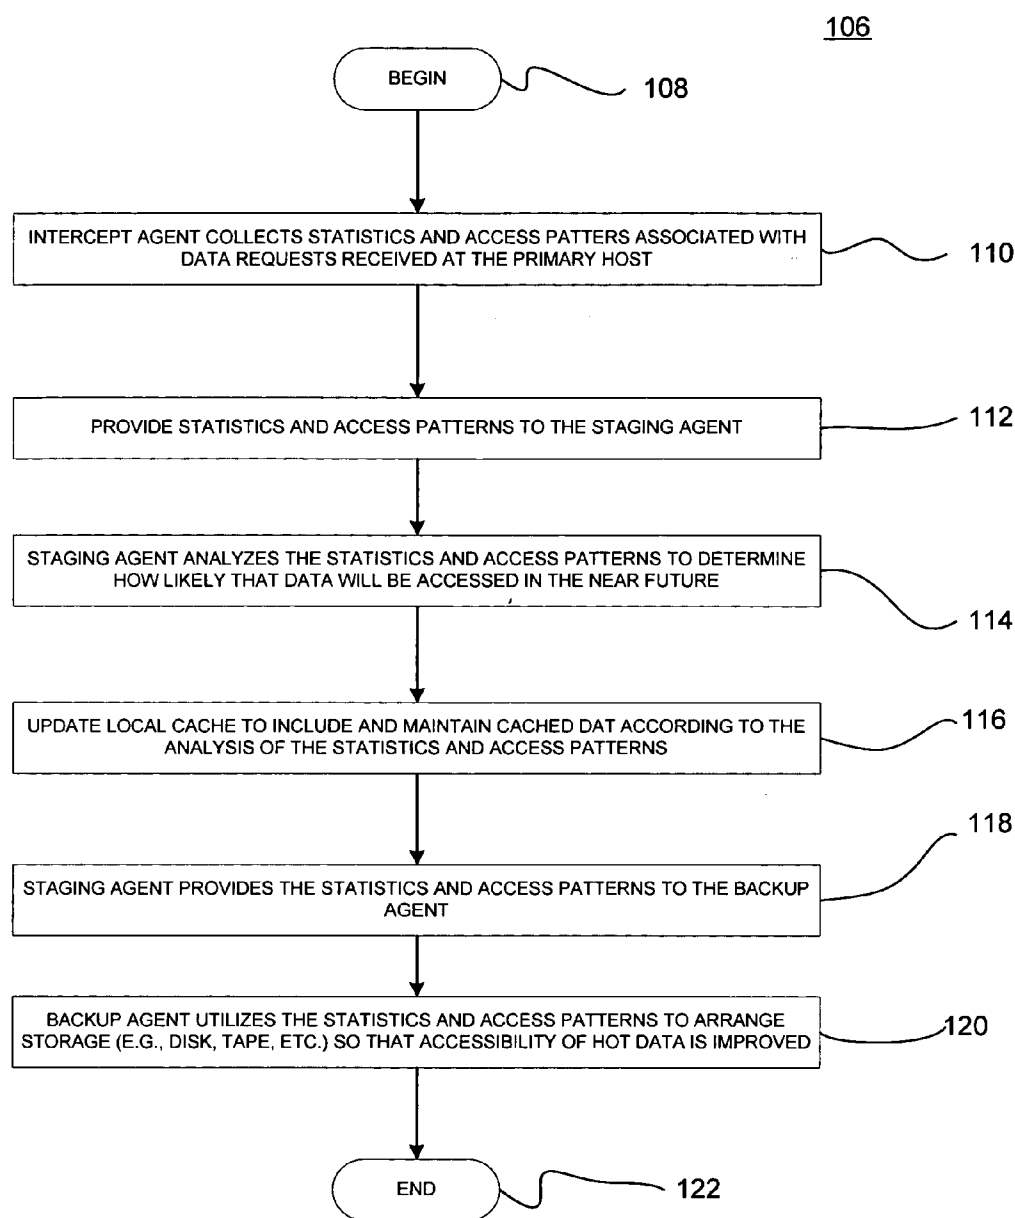 106
BEGIN
108
INTERCEPT AGENT COLLECTS STATISTICS AND ACCESS PATTERS ASSOCIATED WITH
DATA REQUESTS RECEIVED AT THE PRIMARY HOST
110
PROVIDE STATISTICS AND ACCESS PATTERNS TO THE STAGING AGENT
112
STAGING AGENT ANALYZES THE STATISTICS AND ACCESS PATTERNS TO DETERMINE
HOW LIKELY THAT DATA WILL BE ACCESSED IN THE NEAR FUTURE
114
UPDATE LOCAL CACHE TO INCLUDE AND MAINTAIN CACHED DAT ACCORDING TO THE
ANALYSIS OF THE STATISTICS AND ACCESS PATTERNS
116
STAGING AGENT PROVIDES THE STATISTICS AND ACCESS PATTERNS TO THE BACKUP
AGENT
118
BACKUP AGENT UTILIZES THE STATISTICS AND ACCESS PATTERNS TO ARRANGE
STORAGE (E.G., DISK, TAPE, ETC.) SO THAT ACCESSIBILITY OF HOT DATA IS IMPROVED
120
END
122